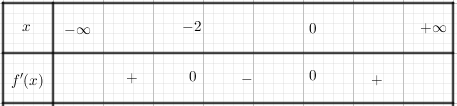 x −∞ −2 0 +∞
f′(x) + 0 − 0 +